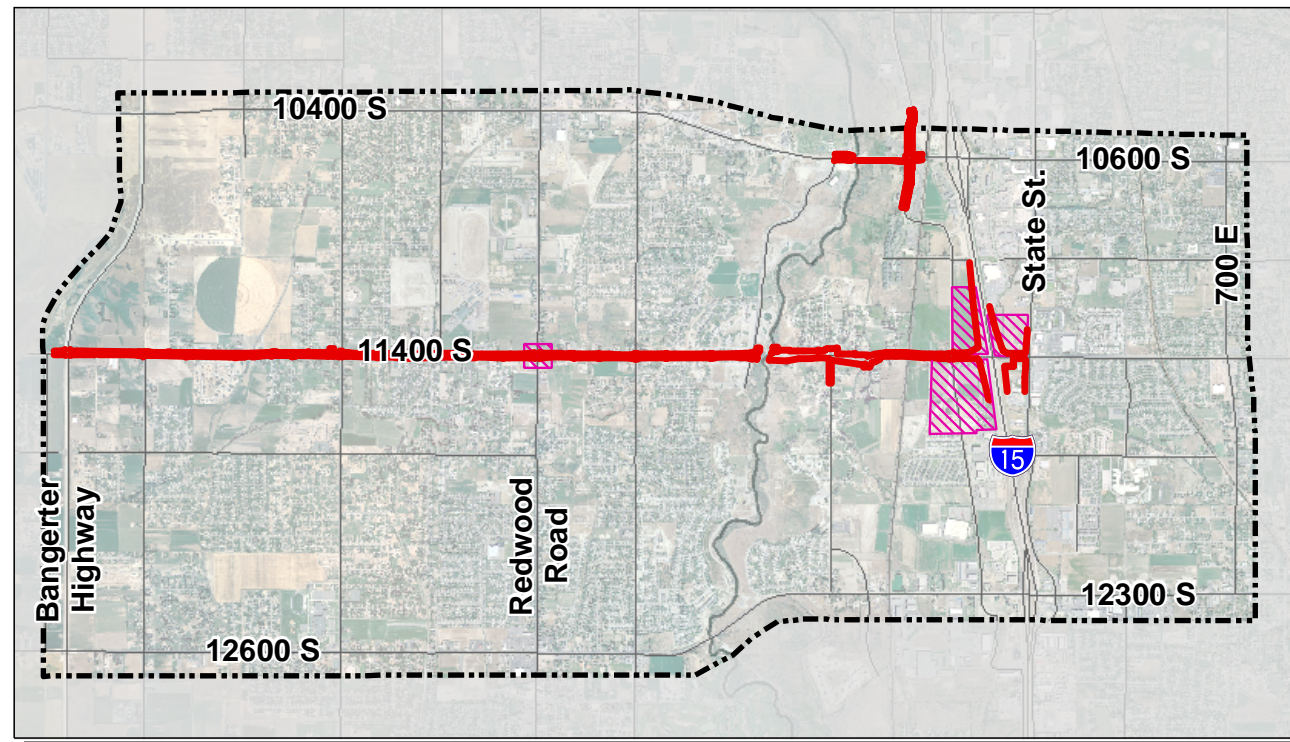 10400 S
10600 S
State St.
700 E
11400 S
15
Bangerter
Highway
Redwood
Road
12300 S
12600 S